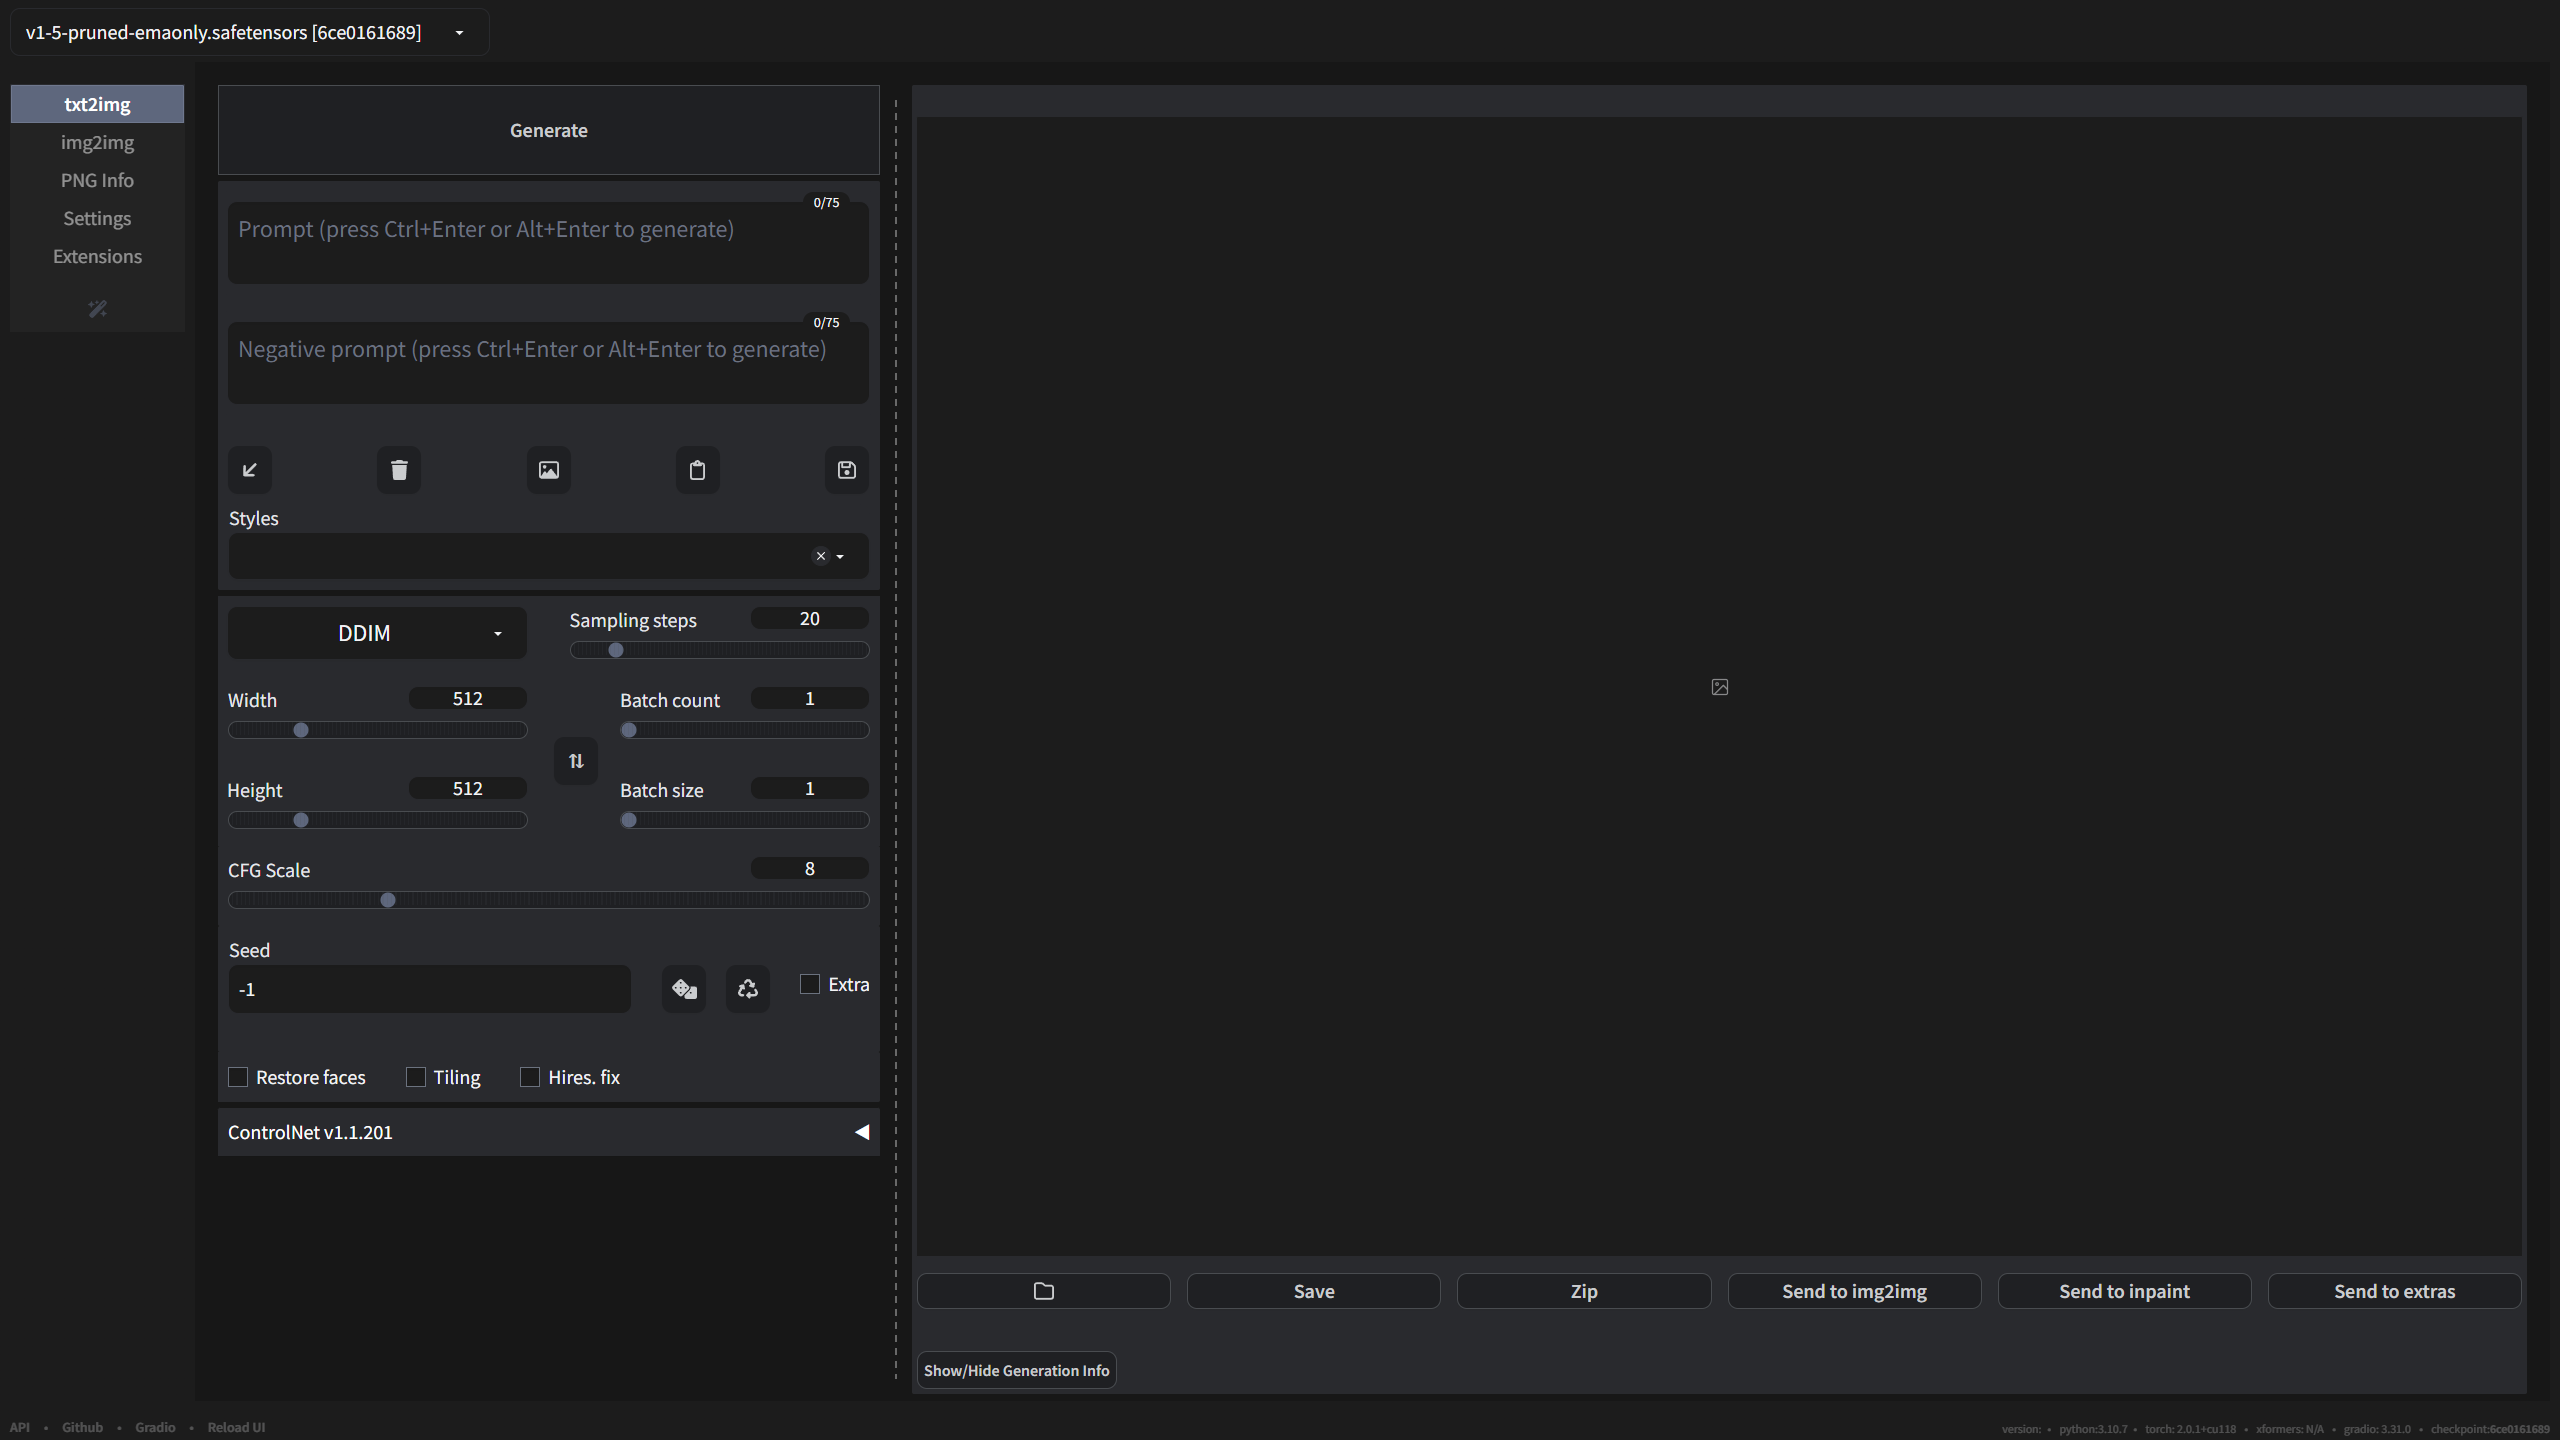 v1-5-pruned-emaonly.safetensors [6ce0161689]
txt2img
img2img
PNG Info
Settings
Extensions
Generate
0/75
Prompt (press Ctrl+Enter or Alt+Enter to generate)
0/75
Negative prompt (press Ctrl+Enter or Alt+Enter to generate)
Styles
DDIM
Sampling steps
20
Width
512
Batch count
1
Height
512
Batch size
1
CFG Scale
8
Seed
-1
Extra
Restore faces
Tiling
Hires. fix
ControlNet v1.1.201
Save
Zip
Send to img2img
Send to inpaint
Send to extras
Show/Hide Generation Info
API • Github • Gradio • Reload UI
version: • python:3.10.7 • torch: 2.0.1+cu118 • xformers: N/A • gradio: 3.31.0 • checkpoint:6ce0161689